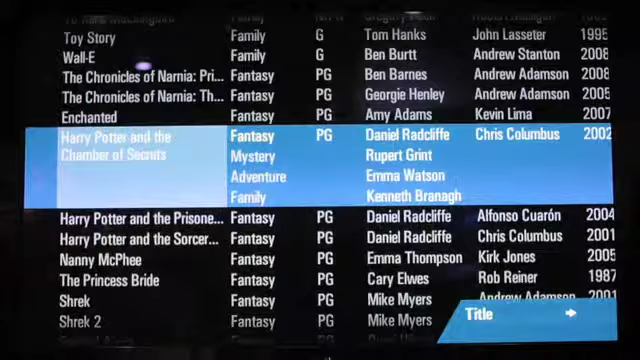 To Kill A Mockingbird
Toy Story Family G Tom Hanks John Lasseter 1995
Wall-E Family G Ben Burtt Andrew Stanton 2008
The Chronicles of Narnia: Pri... Fantasy PG Ben Barnes Andrew Adamson 2008
The Chronicles of Narnia: Th... Fantasy PG Georgie Henley Andrew Adamson 2005
Enchanted Fantasy PG Amy Adams Kevin Lima 2007
Harry Potter and the Fantasy PG Daniel Radcliffe Chris Columbus 2002
Chamber of Secrets Mystery Rupert Grint
Adventure Emma Watson
Family Kenneth Branagh
Harry Potter and the Prisone... Fantasy PG Daniel Radcliffe Alfonso Cuarón 2004
Harry Potter and the Sorcer... Fantasy PG Daniel Radcliffe Chris Columbus 2001
Nanny McPhee Fantasy PG Emma Thompson Kirk Jones 2005
The Princess Bride Fantasy PG Cary Elwes Rob Reiner 1987
Shrek Fantasy PG Mike Myers Andrew Adamson 2001
Shrek 2 Fantasy PG Mike Myers
Title